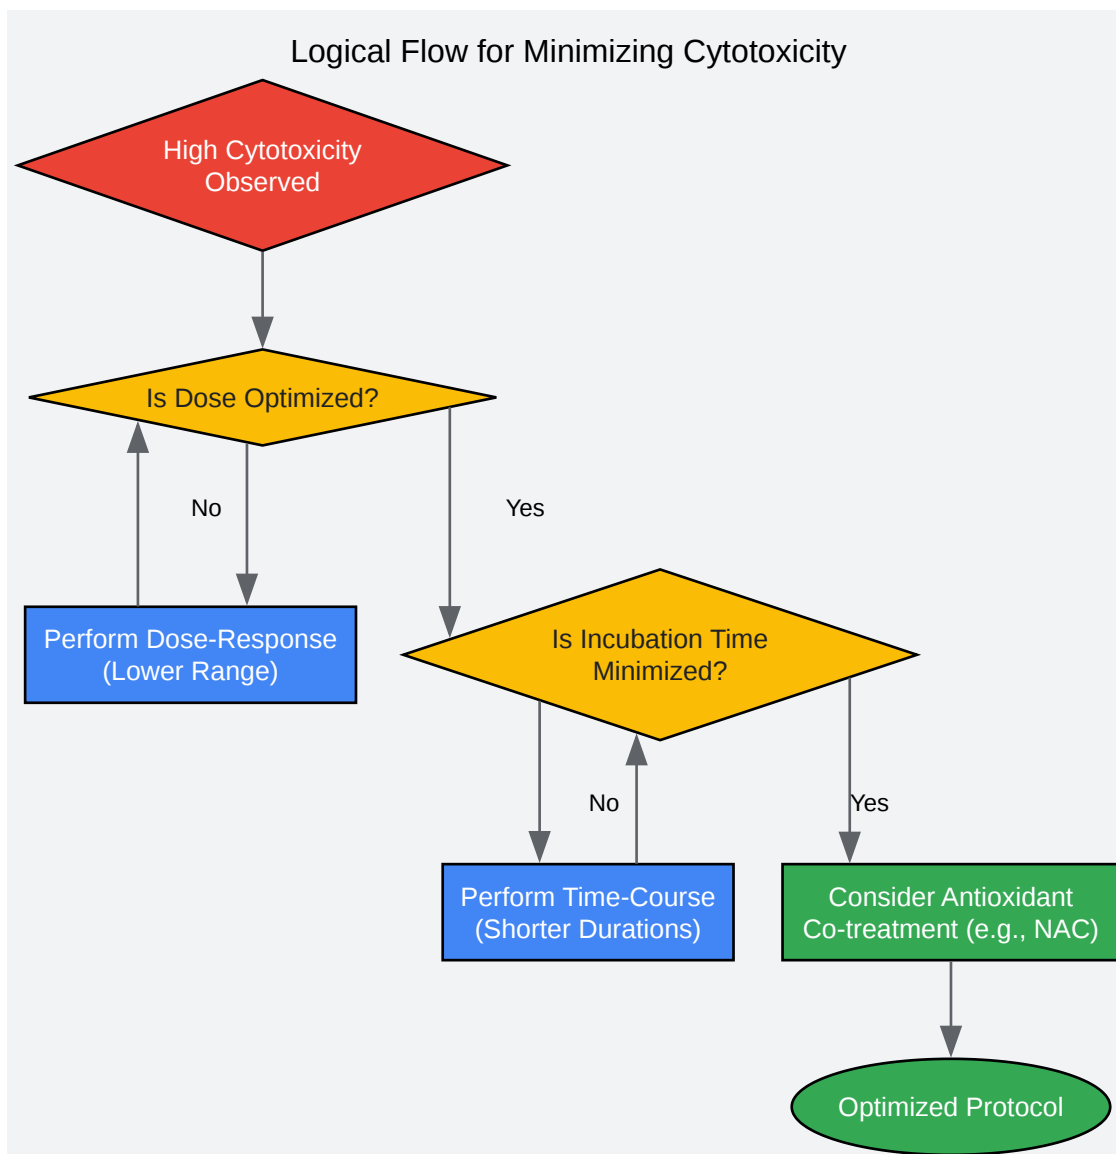 Logical Flow for Minimizing Cytotoxicity
High Cytotoxicity
Observed
Is Dose Optimized?
No
Yes
Perform Dose-Response
(Lower Range)
Is Incubation Time
Minimized?
No
Yes
Perform Time-Course
(Shorter Durations)
Consider Antioxidant
Co-treatment (e.g., NAC)
Optimized Protocol